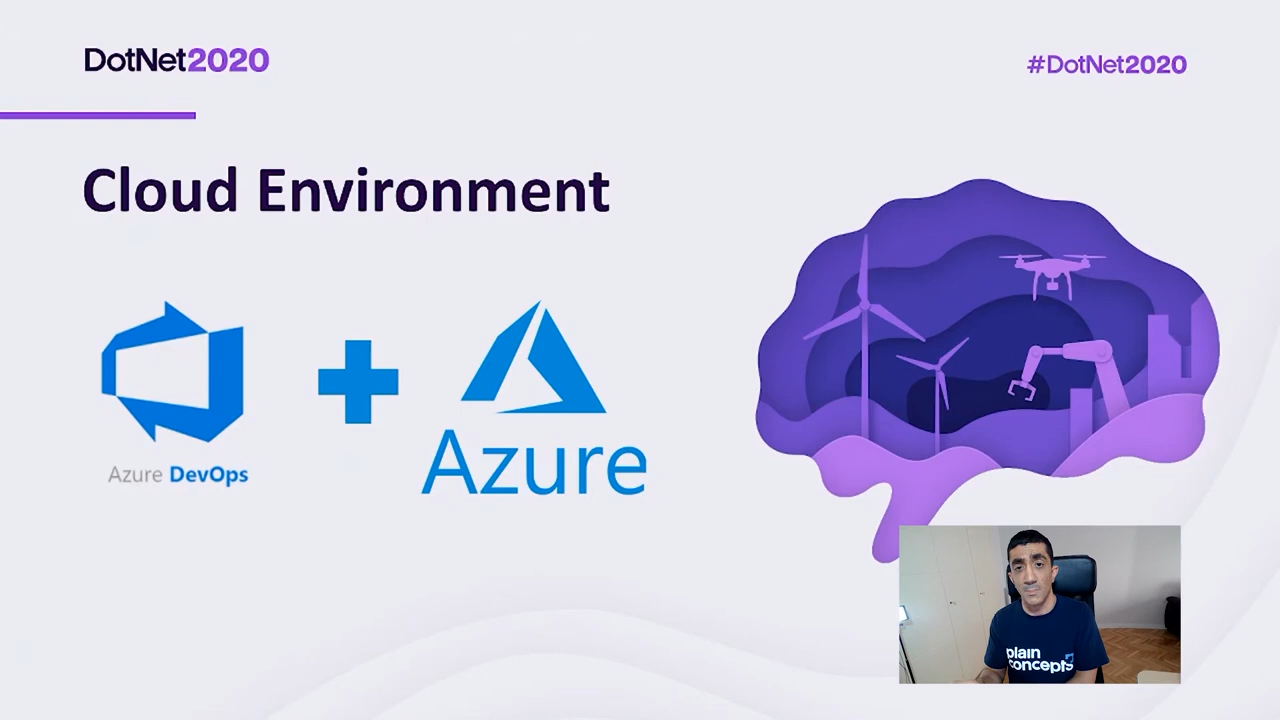 DotNet2020
#DotNet2020
Cloud Environment
Azure DevOps
Azure
plain
concepts